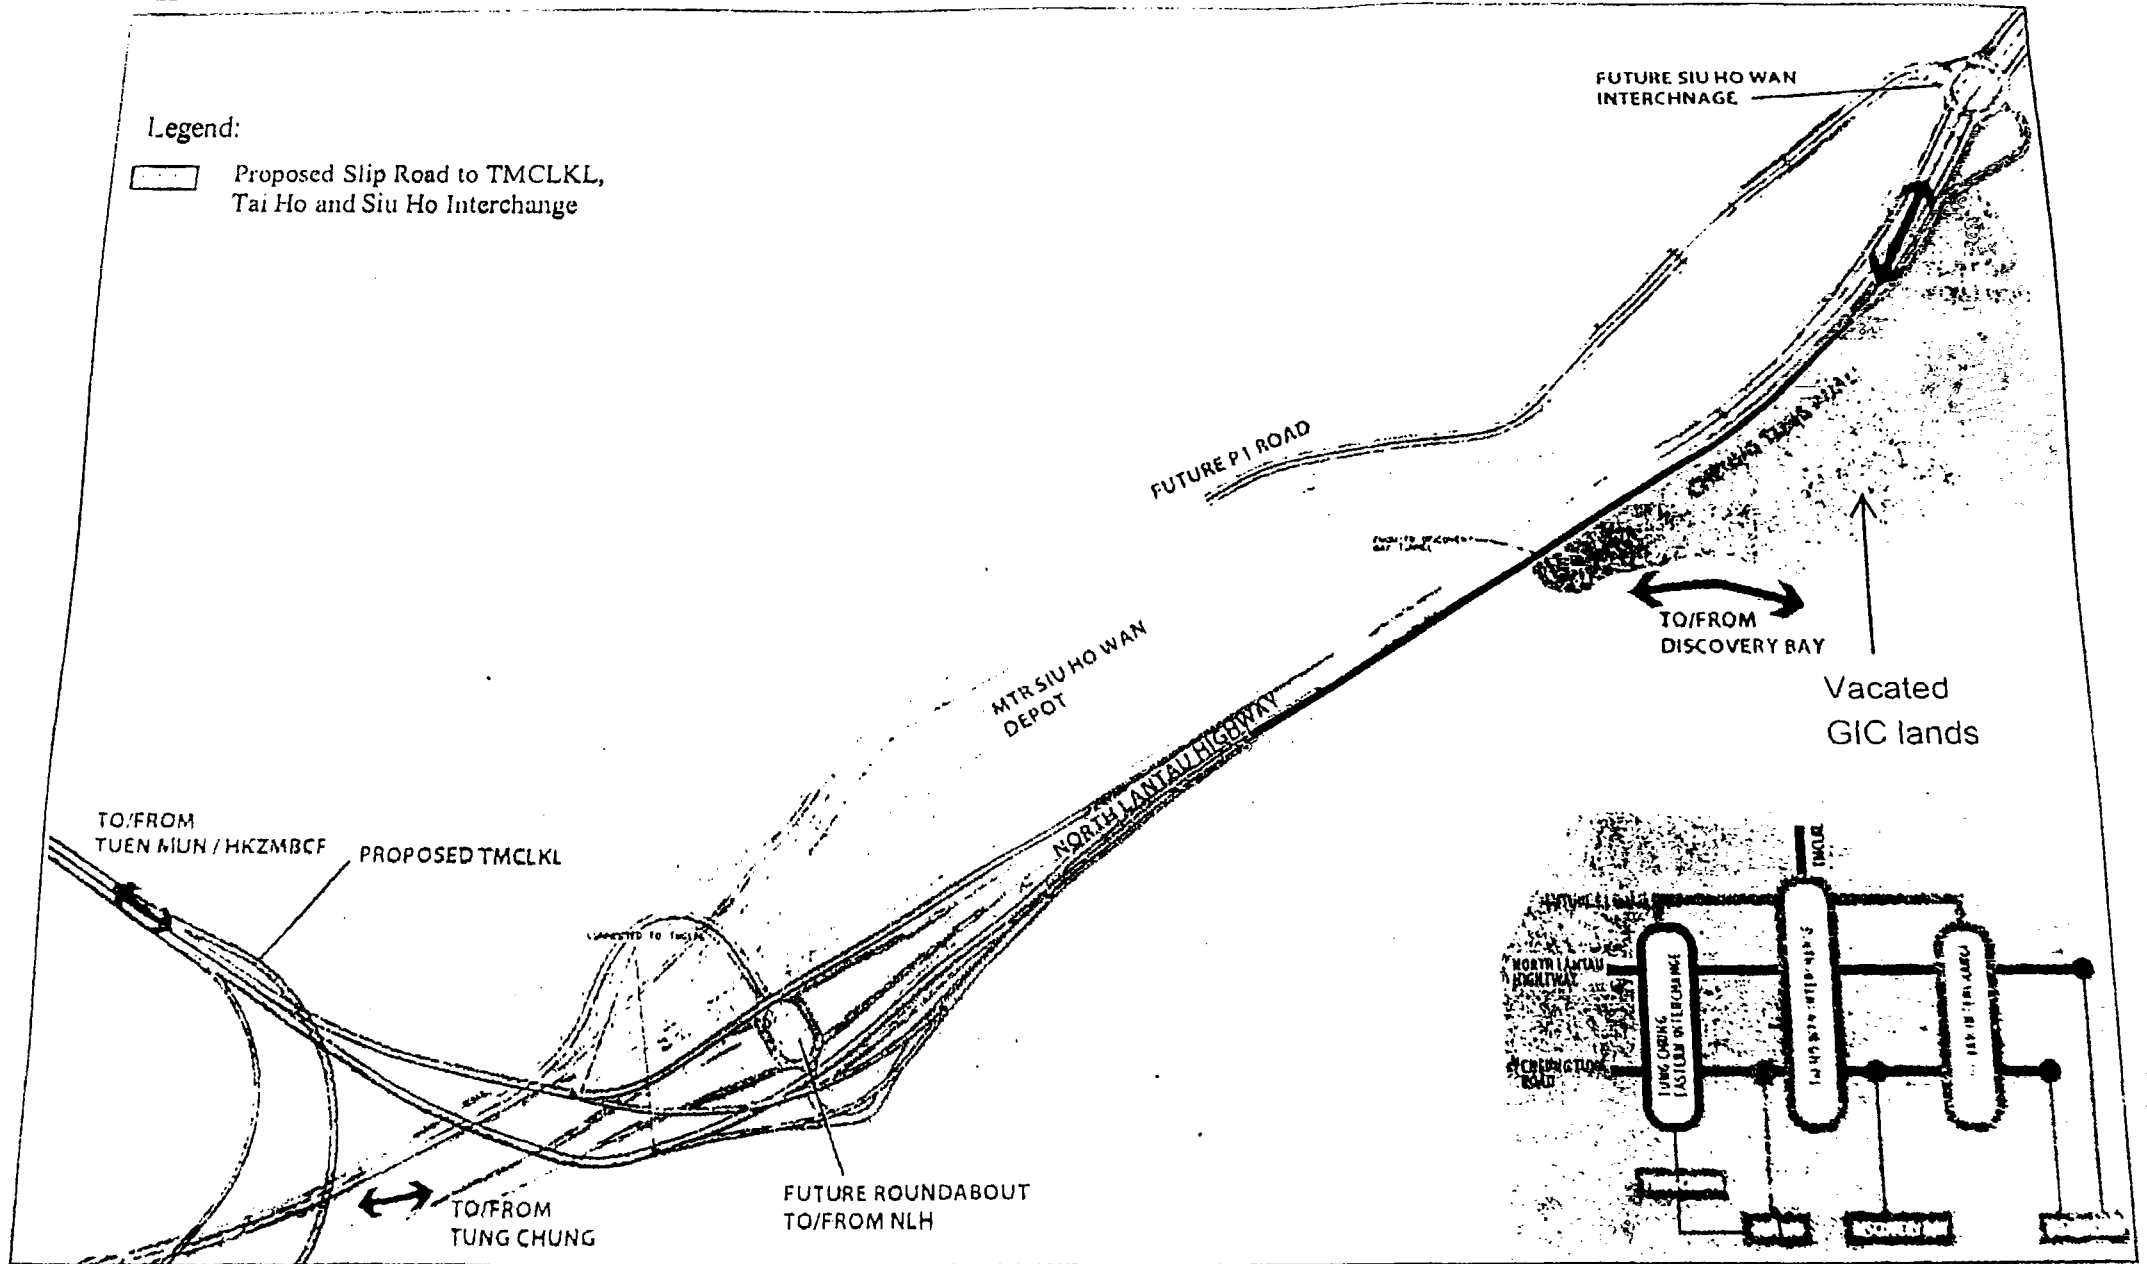 FUTURE SIU HO WAN
INTERCHNAGE
Legend:
Proposed Slip Road to TMCLKL,
Tai Ho and Siu Ho Interchange
FUTURE P1 ROAD
TO/FROM
DISCOVERY BAY
Vacated
GIC lands
MTR SIU HO WAN
DEPOT
NORTH LANTAU HIGHWAY
TO/FROM
TUEN MUN / HKZMBCF
PROPOSED TMCLKL
TO/FROM
TUNG CHUNG
FUTURE ROUNDABOUT
TO/FROM NLH
TMCLKL
NORTH LANTAU
HIGHWAY
ROAD
TUNG CHUNG
EASTERN INTERCHANGE